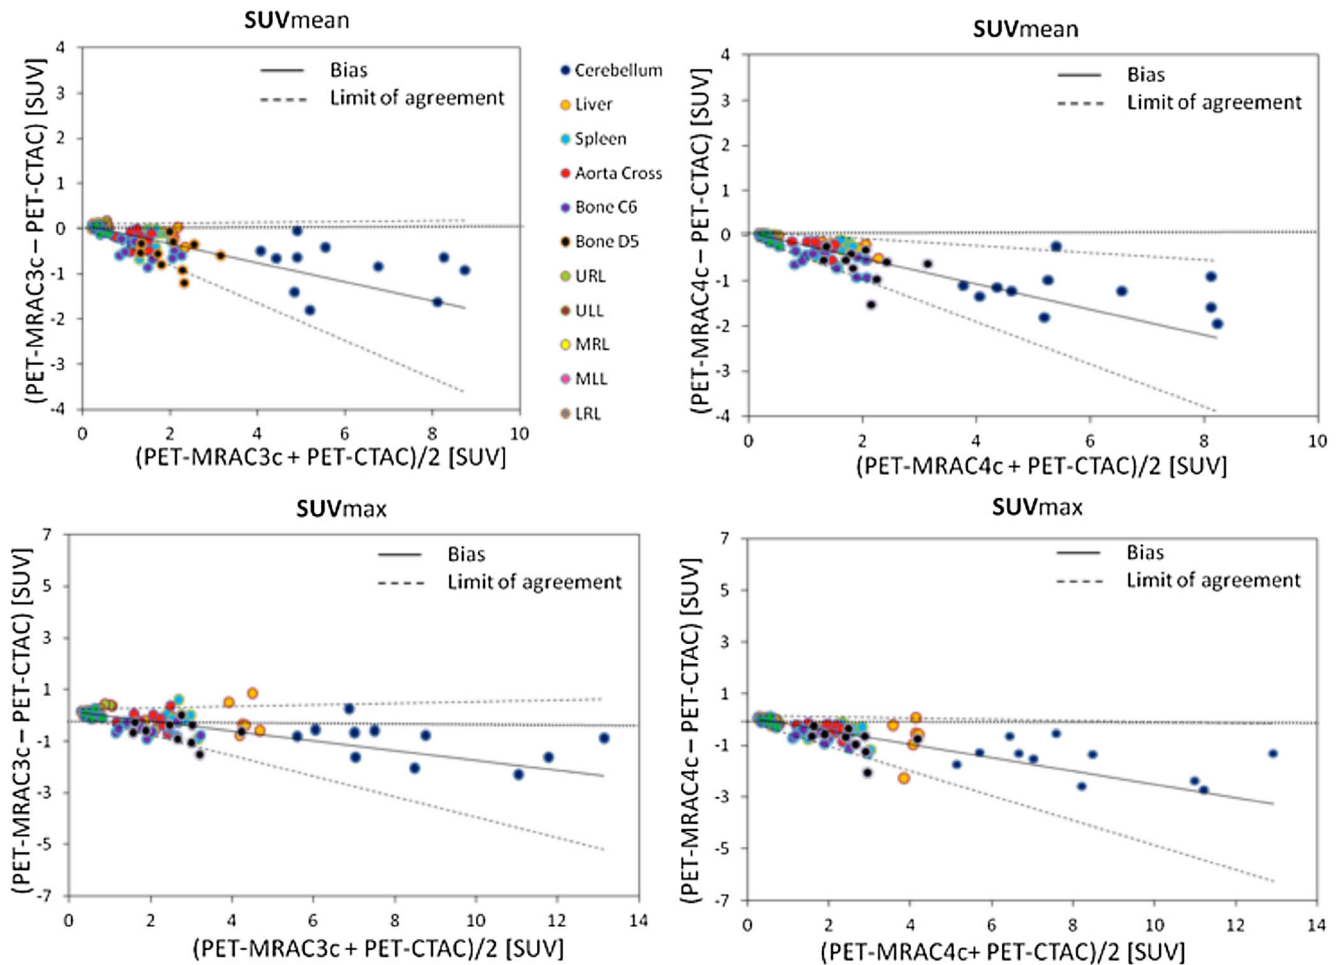 SUVmean
(PET-MRAC3c – PET-CTAC) [SUV]
4
3
2
1
0
-1
-2
-3
-4
0 2 4 6 8 10
(PET-MRAC3c + PET-CTAC)/2 [SUV]
Bias
Limit of agreement
Cerebellum
Liver
Spleen
Aorta Cross
Bone C6
Bone D5
URL
ULL
MRL
MLL
LRL
SUVmean
(PET-MRAC4c – PET-CTAC) [SUV]
4
3
2
1
0
-1
-2
-3
-4
0 2 4 6 8 10
(PET-MRAC4c + PET-CTAC)/2 [SUV]
Bias
Limit of agreement
SUVmax
(PET-MRAC3c – PET-CTAC) [SUV]
7
5
3
1
-1
-3
-5
-7
0 2 4 6 8 10 12 14
(PET-MRAC3c + PET-CTAC)/2 [SUV]
Bias
Limit of agreement
SUVmax
(PET-MRAC4c – PET-CTAC) [SUV]
7
5
3
1
-1
-3
-5
-7
0 2 4 6 8 10 12 14
(PET-MRAC4c+ PET-CTAC)/2 [SUV]
Bias
Limit of agreement